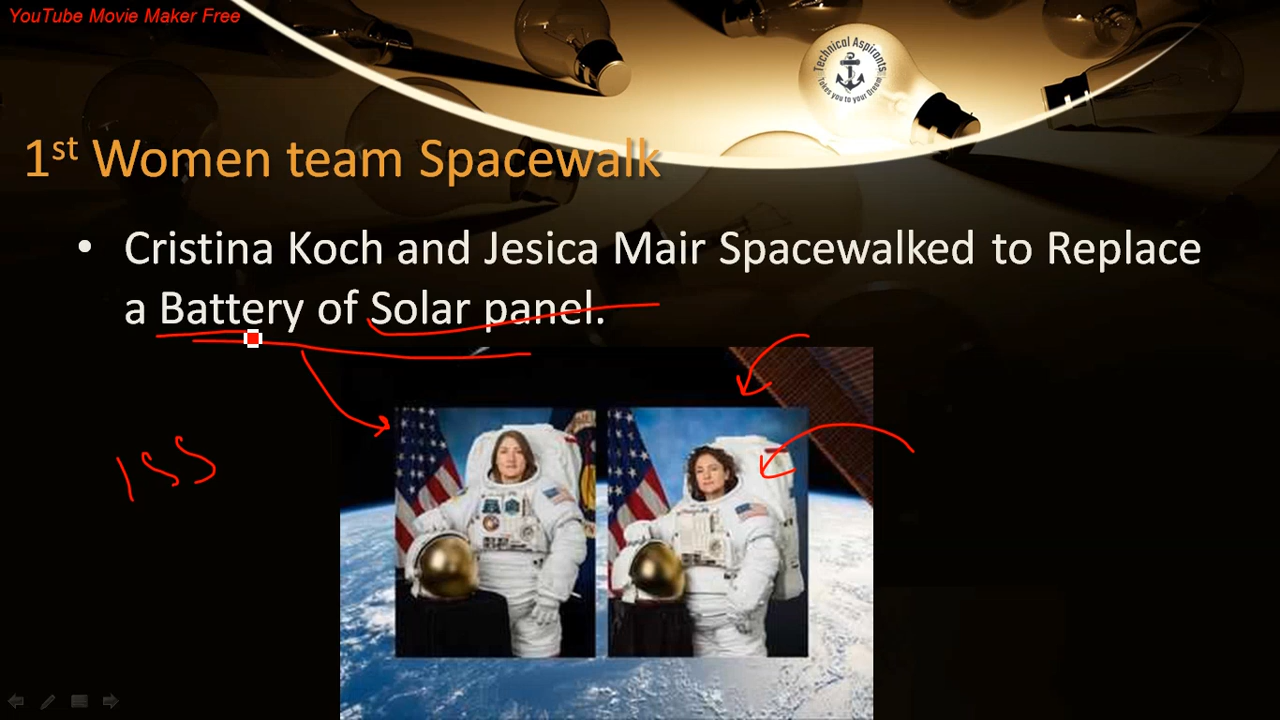 YouTube Movie Maker Free
Technical Aspirants
Takes you to your Dream
1st Women team Spacewalk
• Cristina Koch and Jesica Mair Spacewalked to Replace
a Battery of Solar panel.
ISS